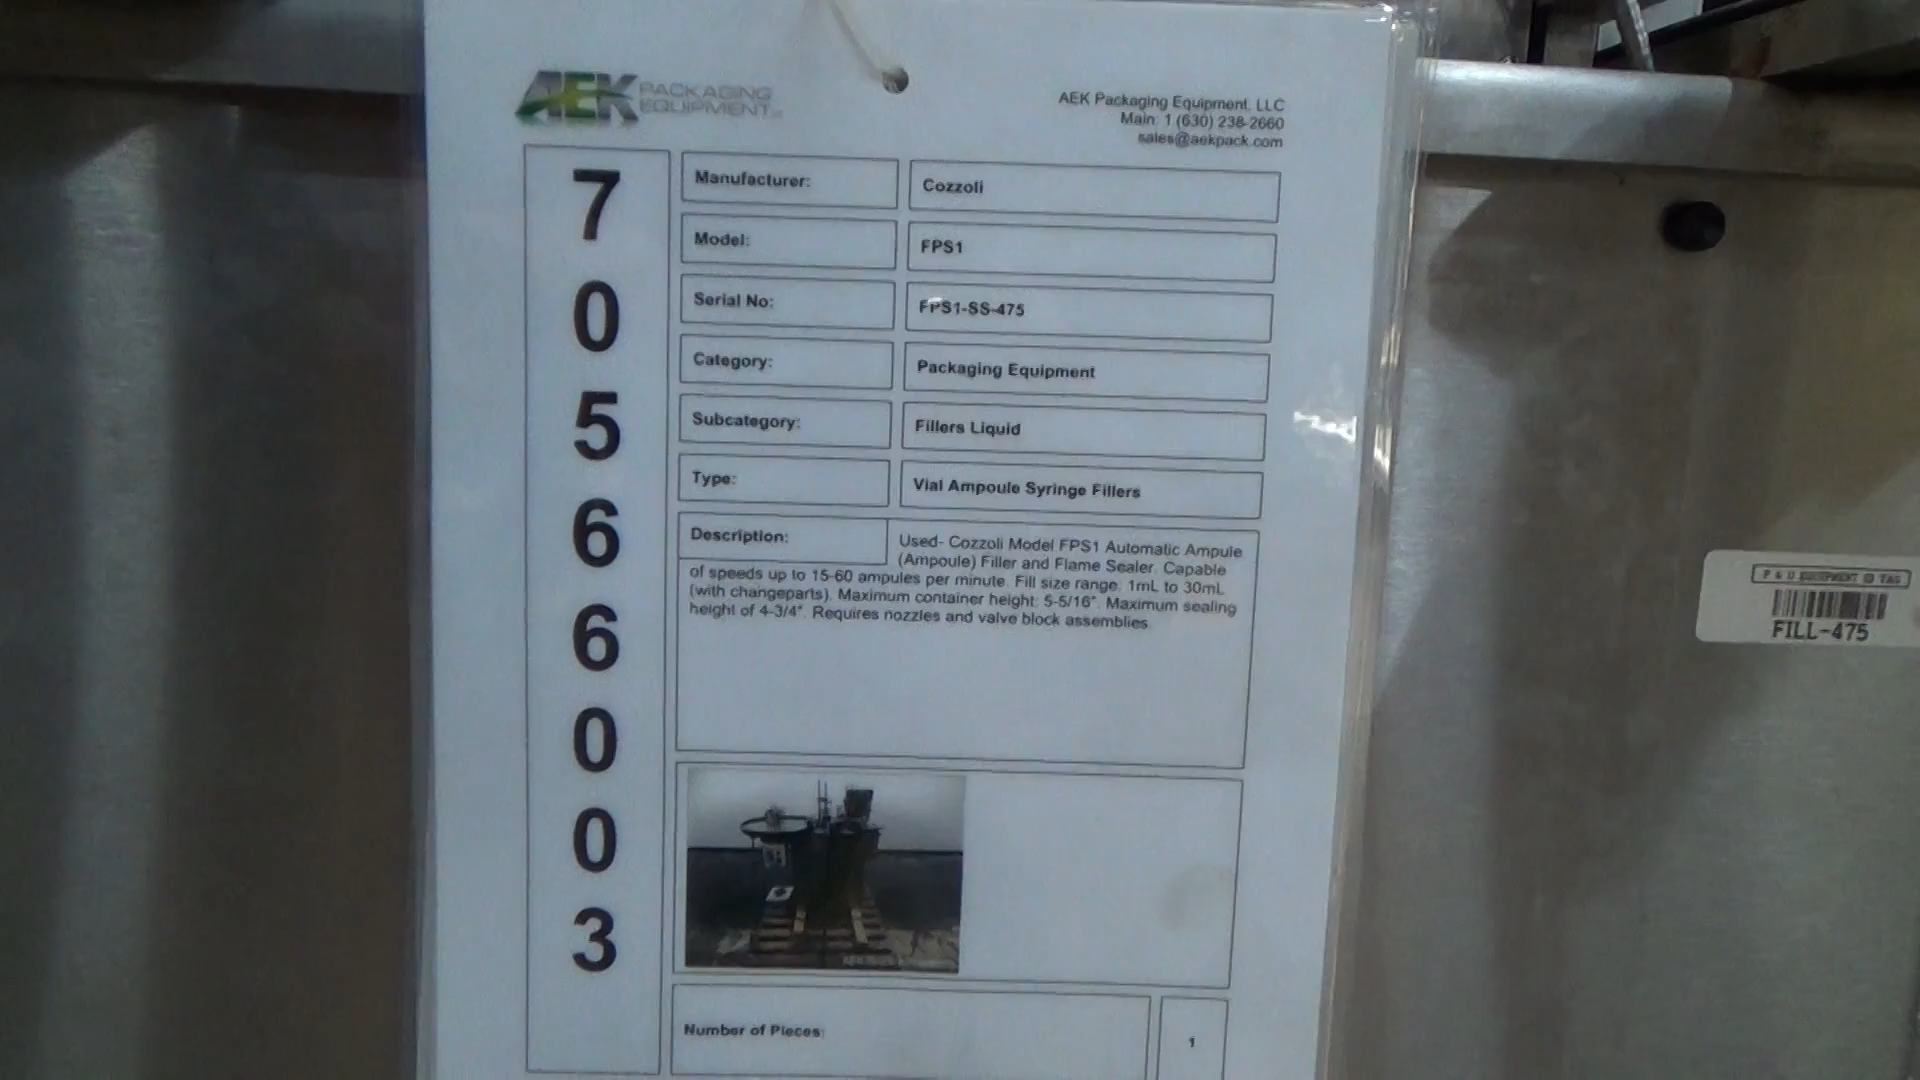 AEK PACKAGING
EQUIPMENT
AEK Packaging Equipment, LLC
Main: 1 (630) 238-2660
sales@aekpack.com
7
0
5
6
6
0
0
3
Manufacturer: Cozzoli
Model: FPS1
Serial No: FPS1-SS-475
Category: Packaging Equipment
Subcategory: Fillers Liquid
Type: Vial Ampoule Syringe Fillers
Description: Used- Cozzoli Model FPS1 Automatic Ampule
(Ampoule) Filler and Flame Sealer. Capable
of speeds up to 15-60 ampules per minute. Fill size range: 1mL to 30mL
(with changeparts). Maximum container height: 5-5/16". Maximum sealing
height of 4-3/4". Requires nozzles and valve block assemblies.
Number of Pieces: 1
EQUIPMENT ID TAG
FILL-475